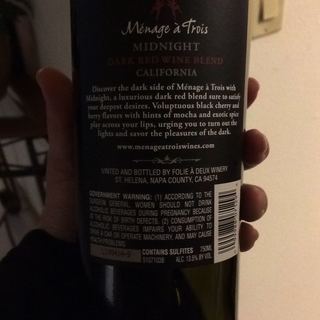 Ménage à Trois
MIDNIGHT
DARK RED WINE BLEND
CALIFORNIA
Discover the dark side of Ménage à Trois with
Midnight, a luxurious dark red blend sure to satisfy
your deepest desires. Voluptuous black cherry and
berry flavors with hints of mocha and exotic spice
play across your lips, urging you to turn out the
lights and savor the pleasures of the dark.
www.menageatroiswines.com
VINTED AND BOTTLED BY FOLIE À DEUX WINERY
ST. HELENA, NAPA COUNTY, CA 94574
GOVERNMENT WARNING: (1) ACCORDING TO THE
SURGEON GENERAL, WOMEN SHOULD NOT DRINK
ALCOHOLIC BEVERAGES DURING PREGNANCY BECAUSE
OF THE RISK OF BIRTH DEFECTS. (2) CONSUMPTION OF
ALCOHOLIC BEVERAGES IMPAIRS YOUR ABILITY TO
DRIVE A CAR OR OPERATE MACHINERY, AND MAY CAUSE
HEALTH PROBLEMS.
CONTAINS SULFITES 750ML
51071038 ALC 13.5% BY VOL